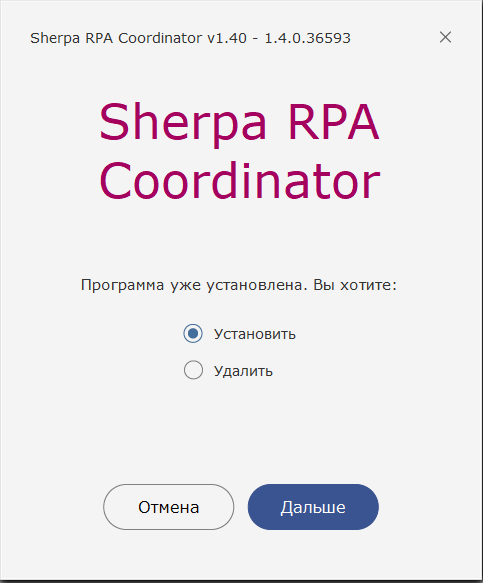 Sherpa RPA Coordinator v1.40 - 1.4.0.36593
Sherpa RPA
Coordinator
Программа уже установлена. Вы хотите:
Установить
Удалить
Отмена
Дальше